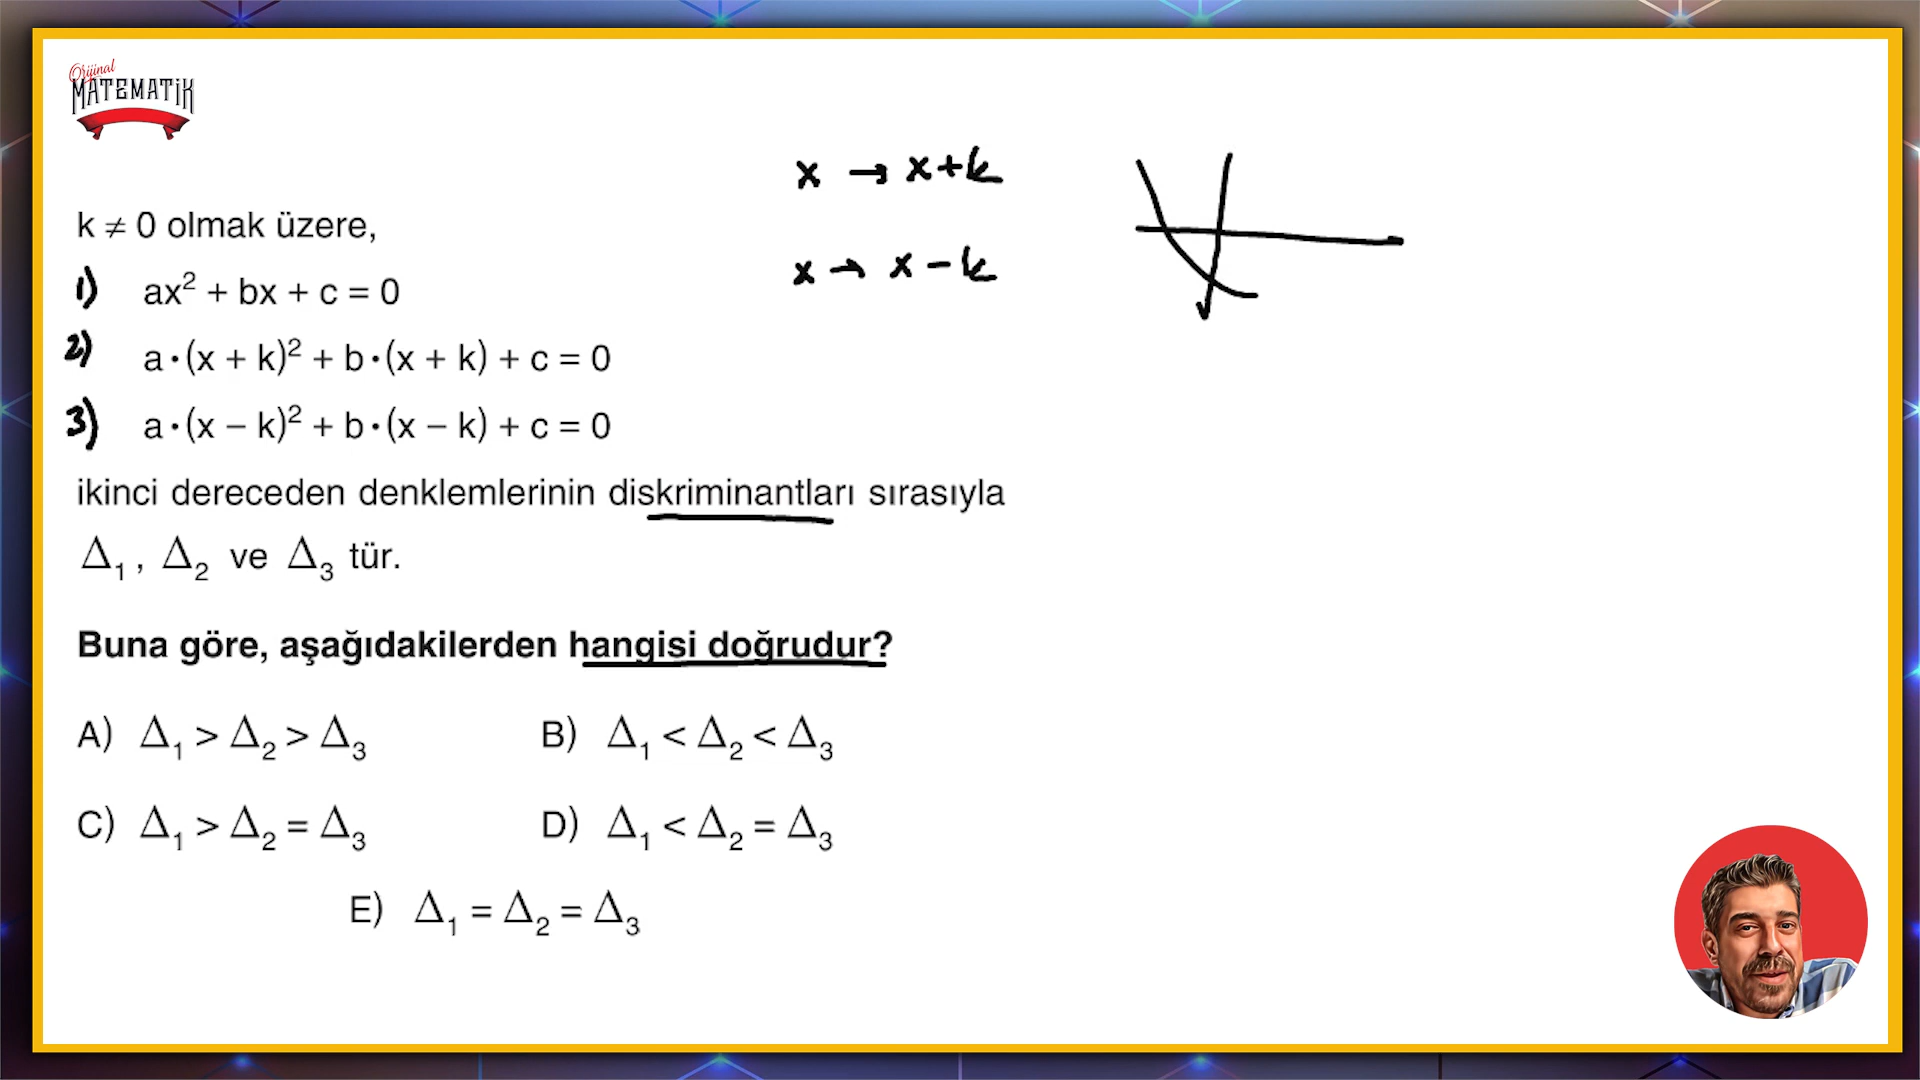 Orijinal
MATEMATİK
x → x+k
x → x-k
k ≠ 0 olmak üzere,
1) ax² + bx + c = 0
2) a·(x + k)² + b·(x + k) + c = 0
3) a·(x − k)² + b·(x − k) + c = 0
ikinci dereceden denklemlerinin diskriminantları sırasıyla
Δ₁, Δ₂ ve Δ₃ tür.
Buna göre, aşağıdakilerden hangisi doğrudur?
A) Δ₁ > Δ₂ > Δ₃
B) Δ₁ < Δ₂ < Δ₃
C) Δ₁ > Δ₂ = Δ₃
D) Δ₁ < Δ₂ = Δ₃
E) Δ₁ = Δ₂ = Δ₃